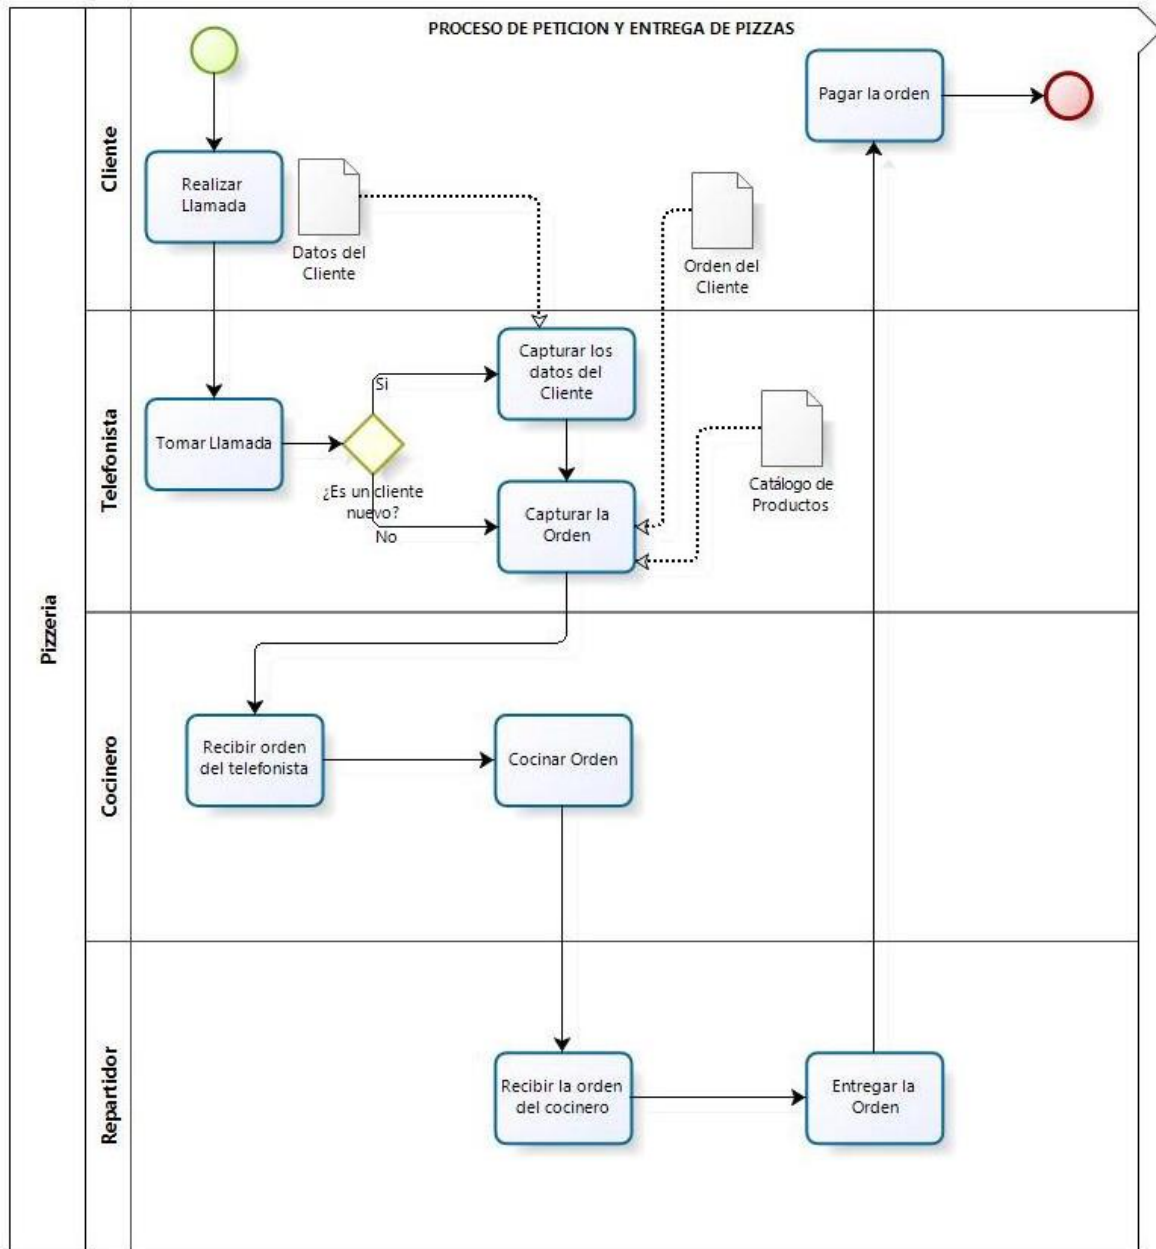 PROCESO DE PETICION Y ENTREGA DE PIZZAS
Pizzeria
Cliente
Realizar
Llamada
Datos del
Cliente
Orden del
Cliente
Pagar la orden
Telefonista
Tomar Llamada
¿Es un cliente
nuevo?
Si
No
Capturar los
datos del
Cliente
Capturar la
Orden
Catálogo de
Productos
Cocinero
Recibir orden
del telefonista
Cocinar Orden
Repartidor
Recibir la orden
del cocinero
Entregar la
Orden